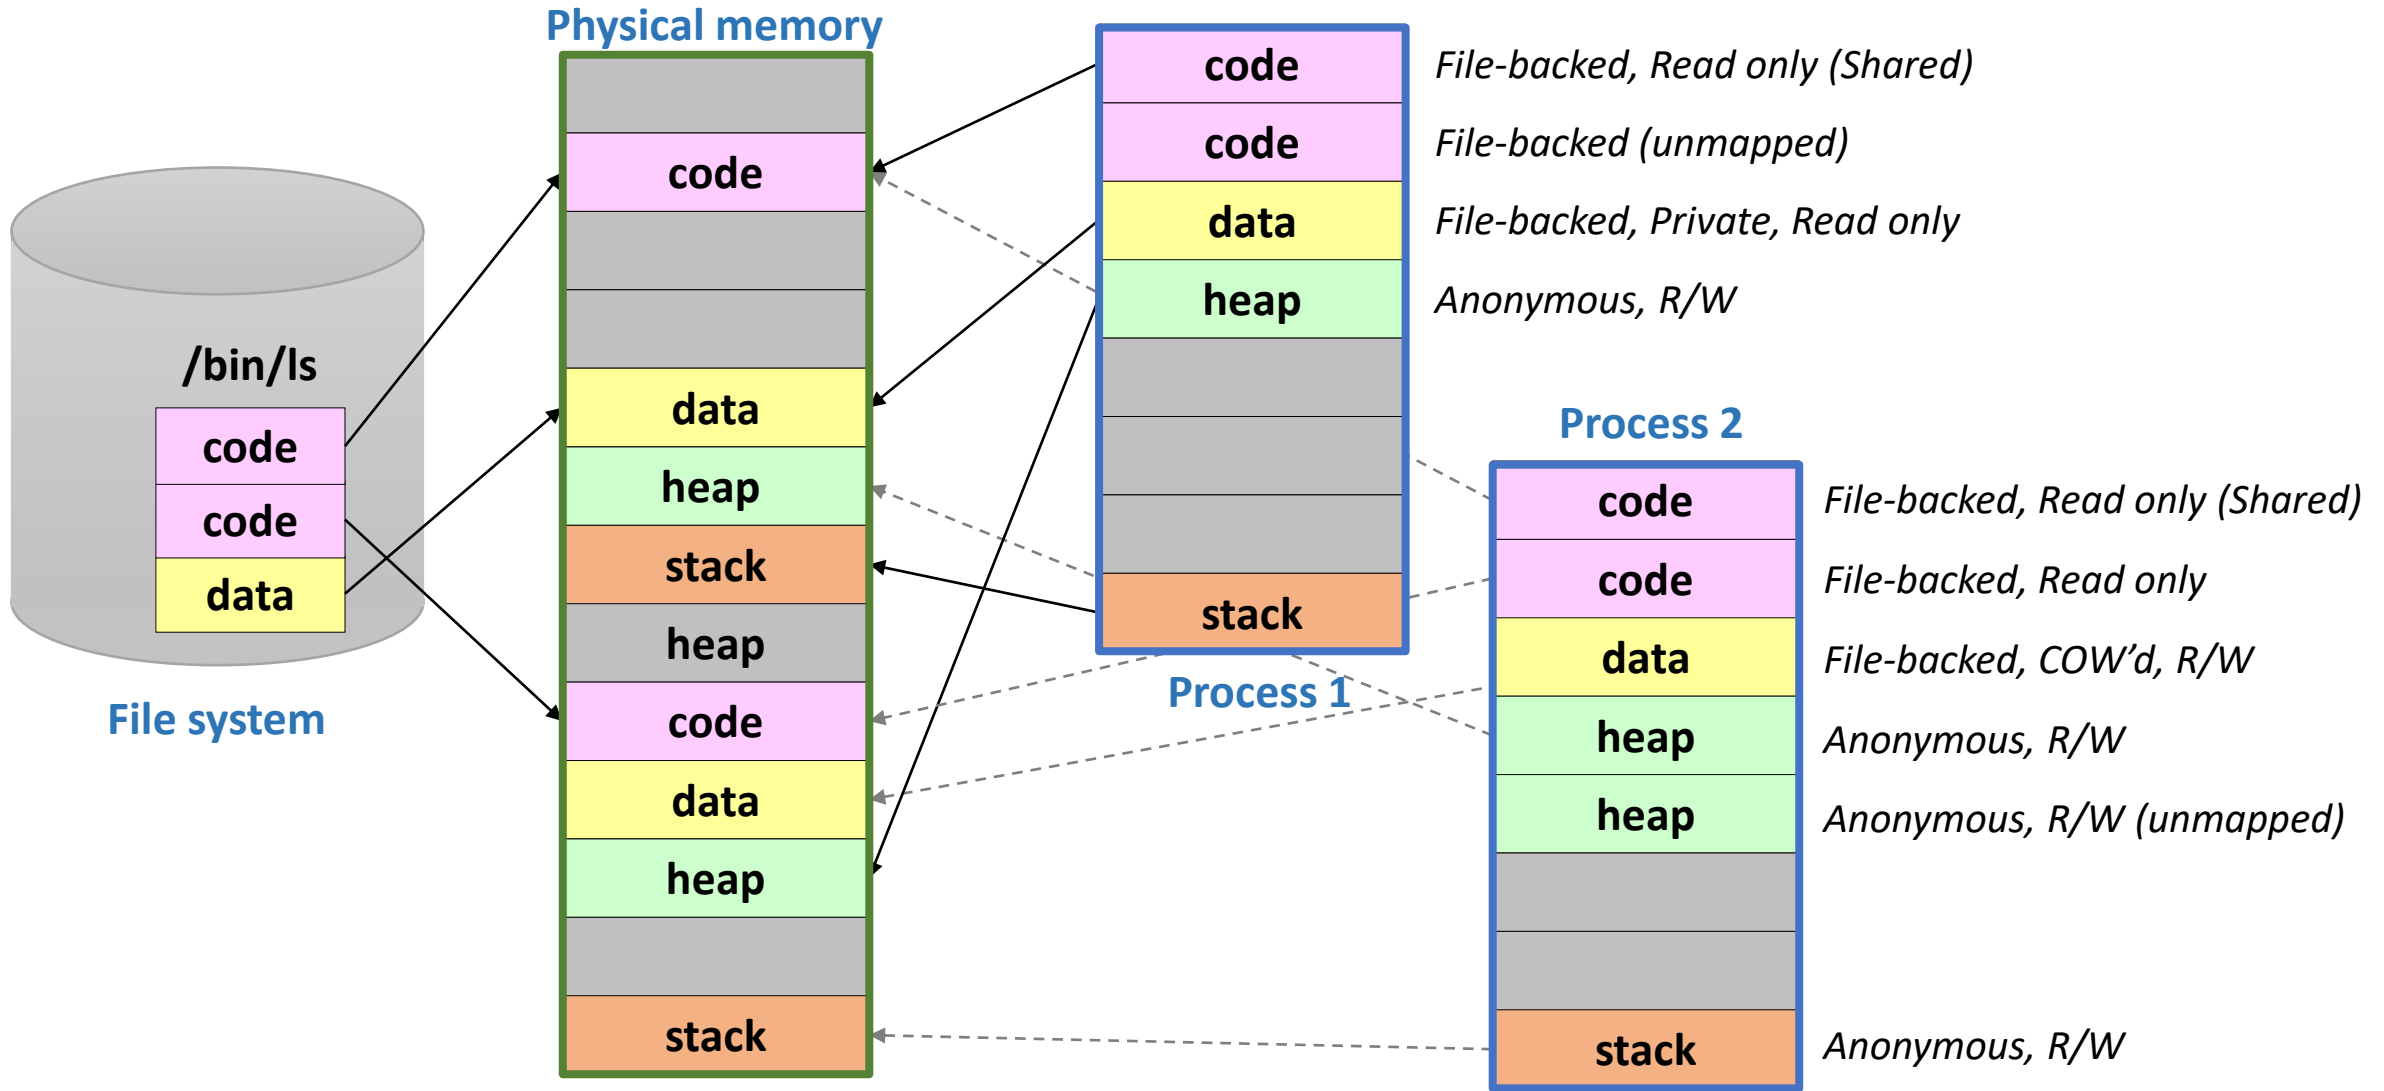 Physical memory
code
data
heap
stack
heap
code
data
heap
stack
/bin/ls
code
code
data
File system
code
File-backed, Read only (Shared)
code
File-backed (unmapped)
data
File-backed, Private, Read only
heap
Anonymous, R/W
stack
Process 1
Process 2
code
File-backed, Read only (Shared)
code
File-backed, Read only
data
File-backed, COW’d, R/W
heap
Anonymous, R/W
heap
Anonymous, R/W (unmapped)
stack
Anonymous, R/W